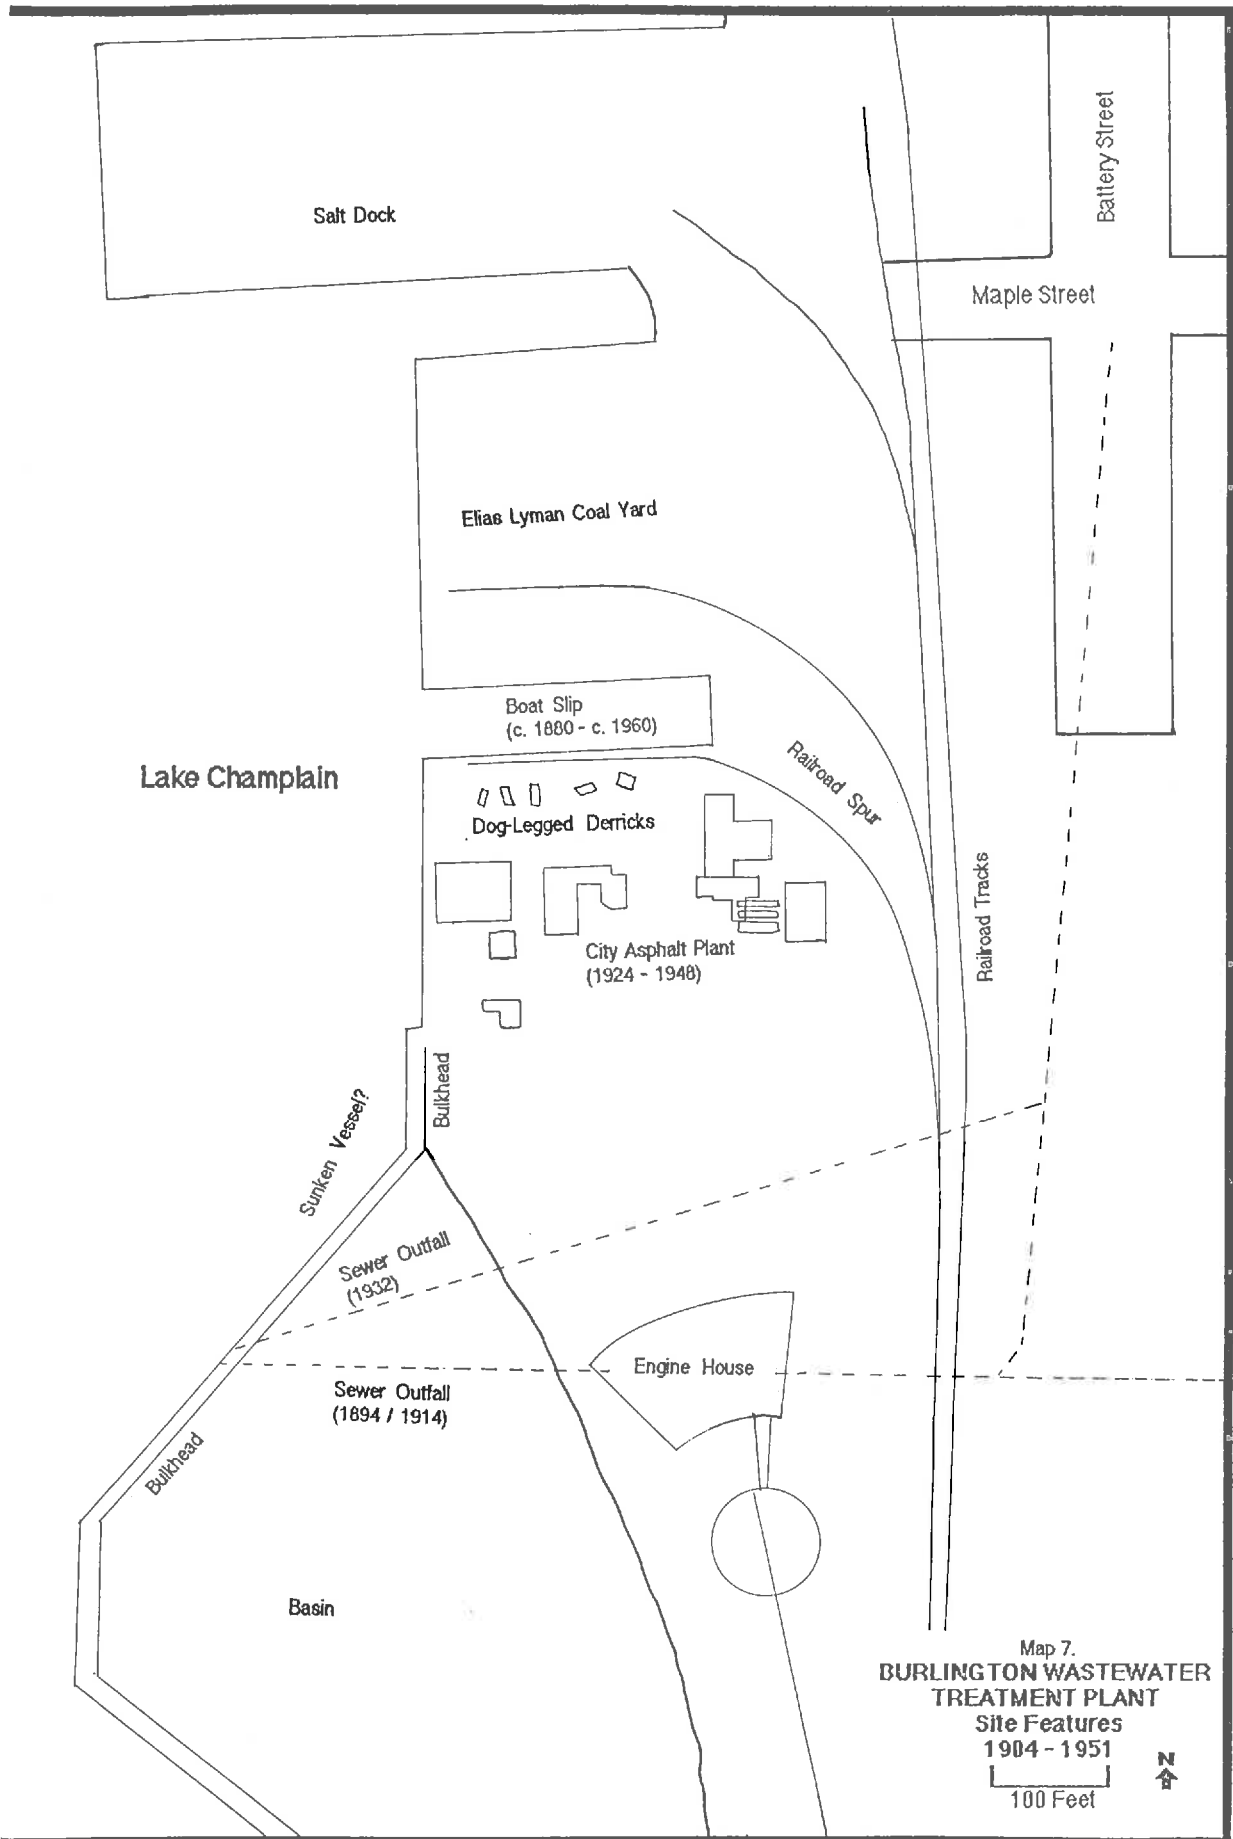 Battery Street
Salt Dock
Maple Street
Elias Lyman Coal Yard
Boat Slip
(c. 1880 - c. 1960)
Railroad Spur
Lake Champlain
Dog-Legged Derricks
Railroad Tracks
City Asphalt Plant
(1924 - 1948)
Bulkhead
Sunken Vessel?
Sewer Outfall
(1932)
Engine House
Sewer Outfall
(1894 / 1914)
Bulkhead
Basin
Map 7.
BURLINGTON WASTEWATER
TREATMENT PLANT
Site Features
1904 - 1951
N
100 Feet